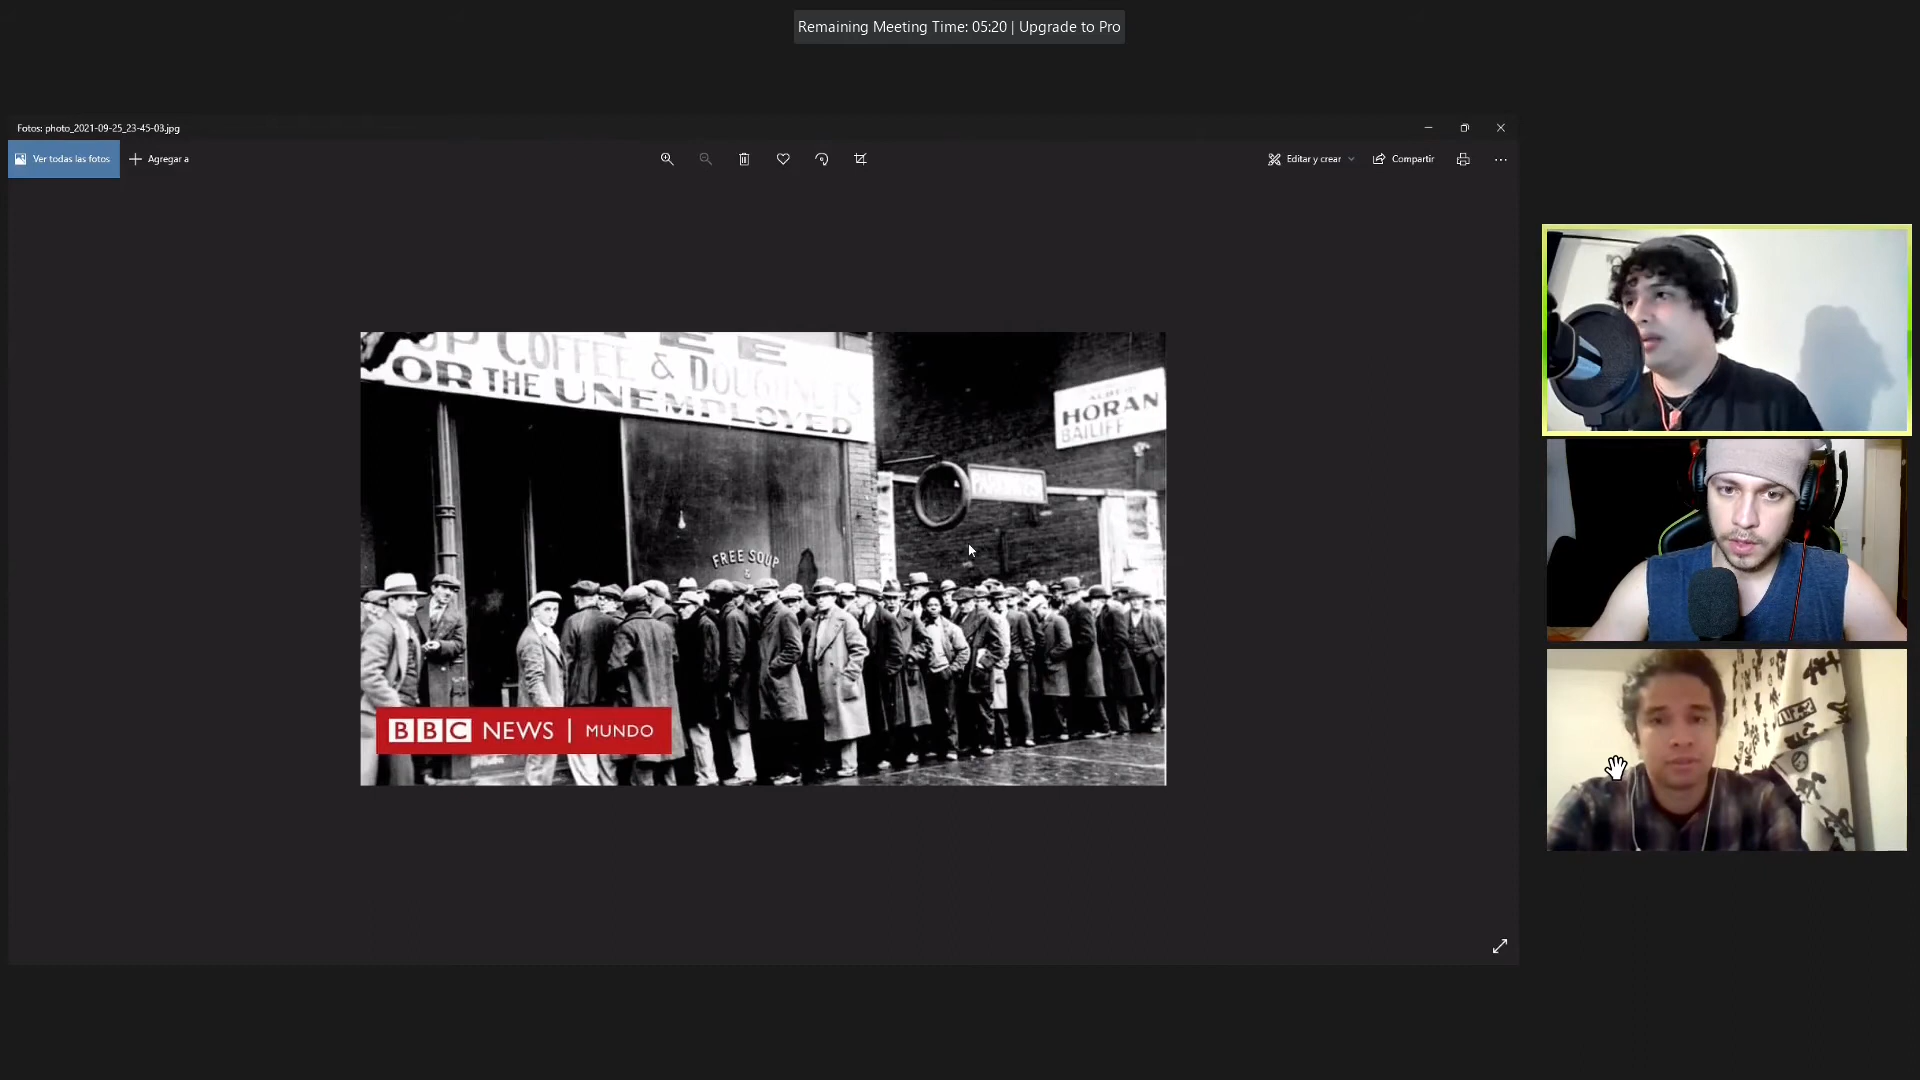 Remaining Meeting Time: 05:20 | Upgrade to Pro
Fotos: photo_2021-09-25_23-45-03.jpg
Ver todas las fotos
Agregar a
Editar y crear
Compartir
COFFEE & DOUGHNUTS
OR THE UNEMPLOYED
HORAN
BAILIFF
FREE SOUP
&
BBC NEWS | MUNDO